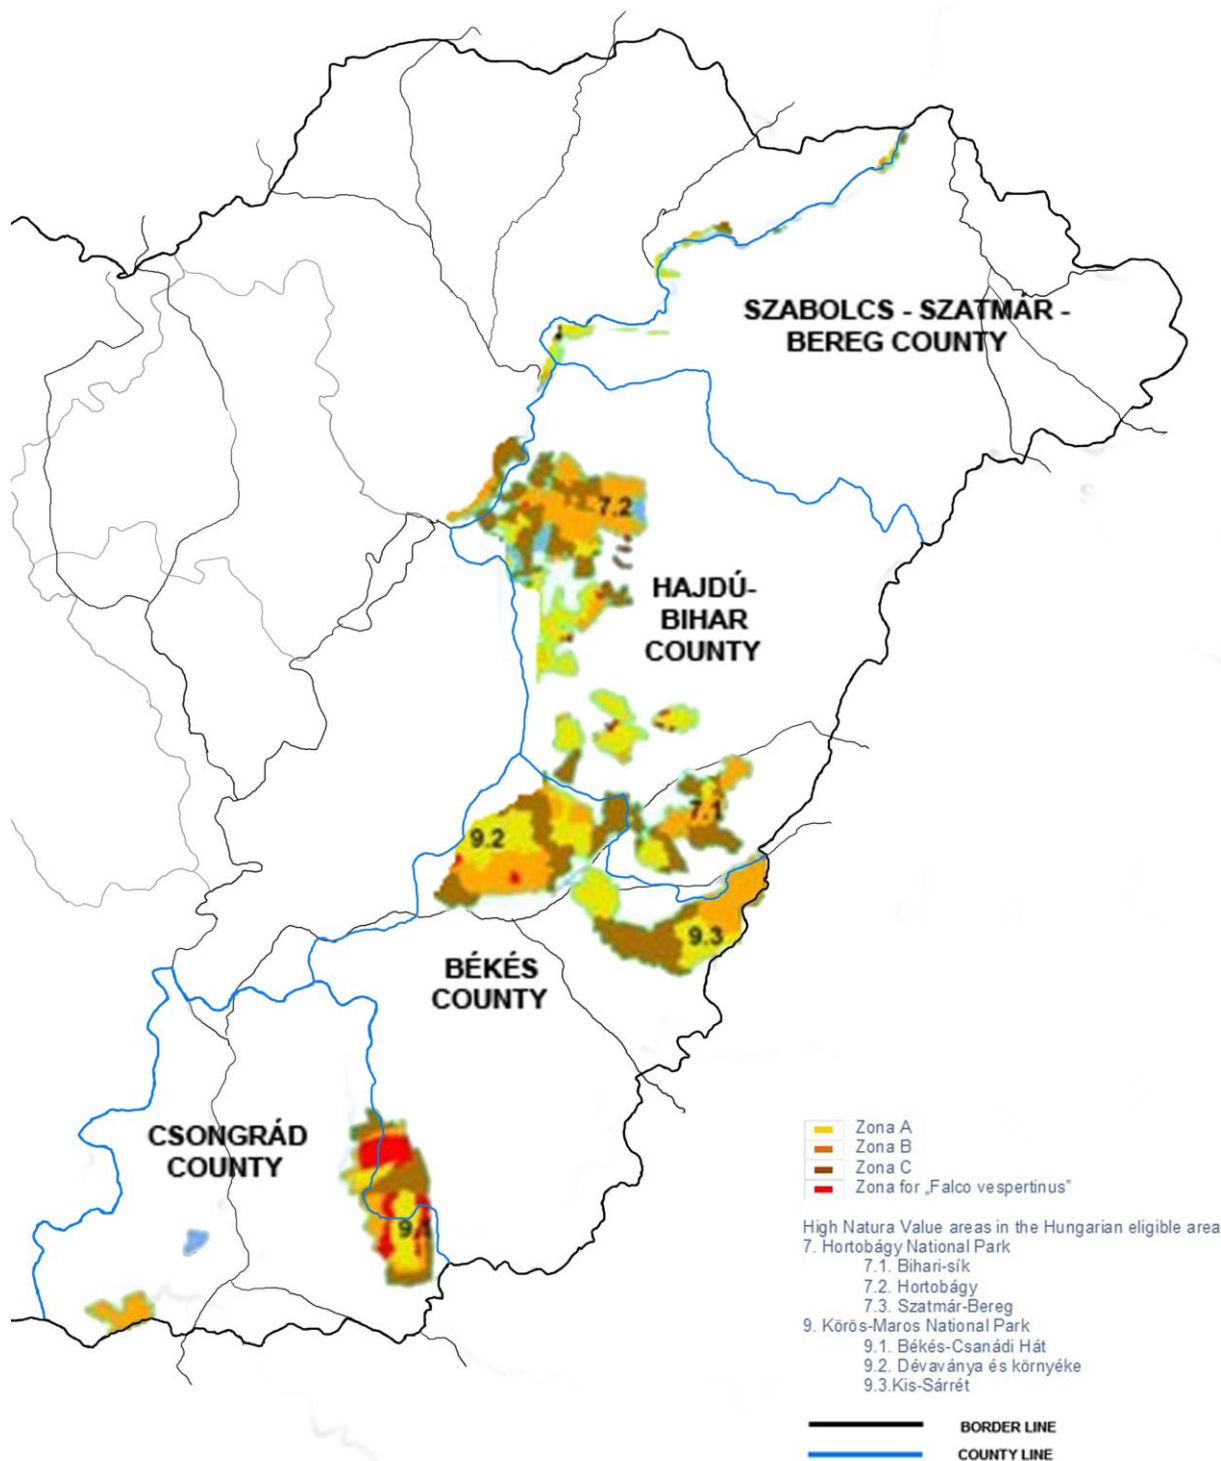 SZABOLCS - SZATMÁR -
BEREG COUNTY
7.2
HAJDÚ-
BIHAR
COUNTY
7.1
9.2
9.3
BÉKÉS
COUNTY
CSONGRÁD
COUNTY
9.1
Zona A
Zona B
Zona C
Zona for „Falco vespertinus”
High Natura Value areas in the Hungarian eligible area
7. Hortobágy National Park
7.1. Bihari-sík
7.2. Hortobágy
7.3. Szatmár-Bereg
9. Körös-Maros National Park
9.1. Békés-Csanádi Hát
9.2. Dévaványa és környéke
9.3.Kis-Sárrét
BORDER LINE
COUNTY LINE